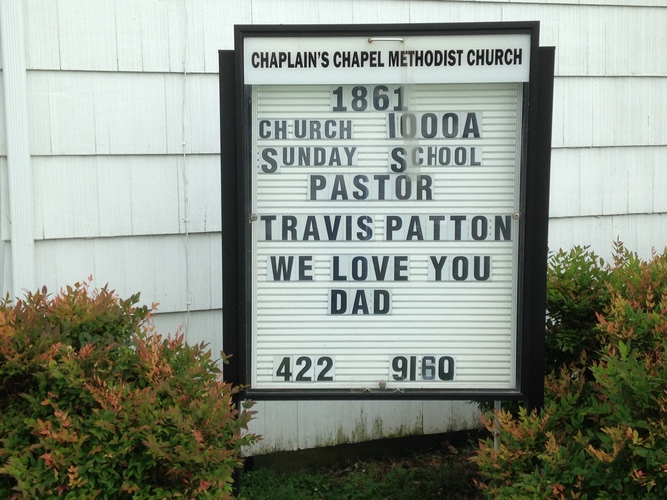 CHAPLAIN'S CHAPEL METHODIST CHURCH
1861
CHURCH 1000A
SUNDAY SCHOOL
PASTOR
TRAVIS PATTON
WE LOVE YOU
DAD
422 9160